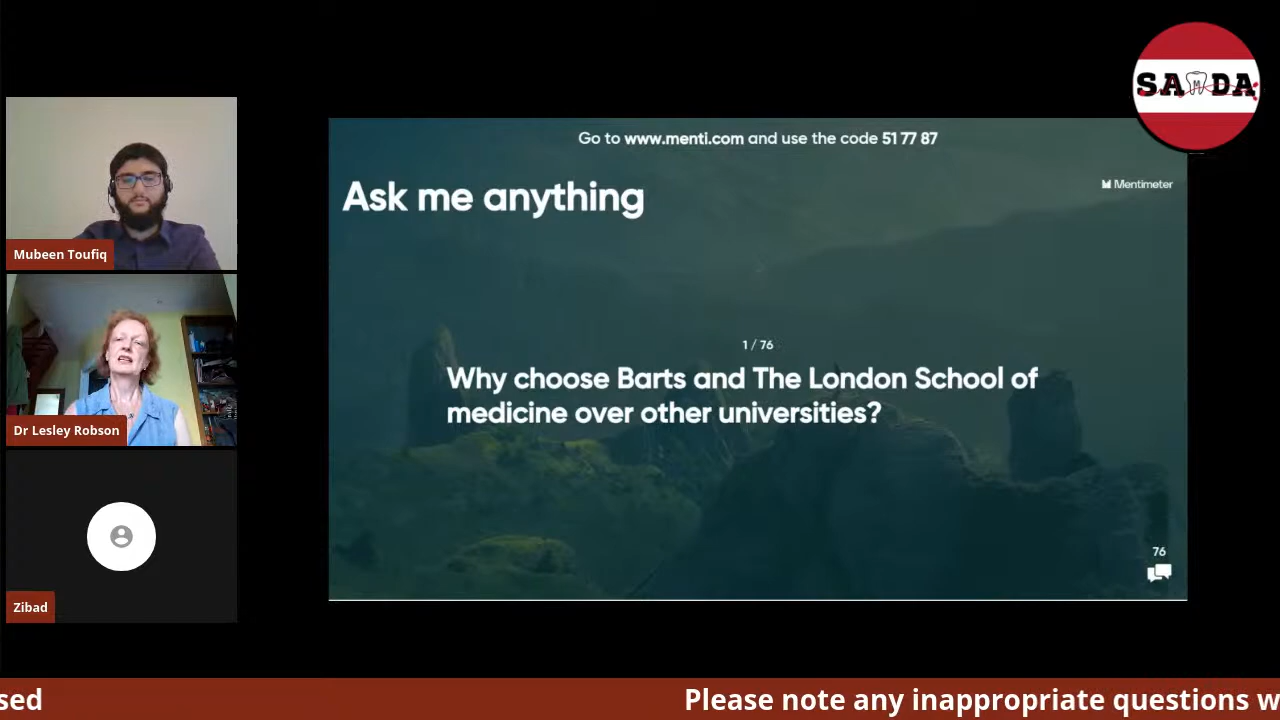 SAMDA
Go to www.menti.com and use the code 51 77 87
Ask me anything
Mentimeter
Mubeen Toufiq
1 / 76
Why choose Barts and The London School of
medicine over other universities?
Dr Lesley Robson
76
Zibad
sed
Please note any inappropriate questions w